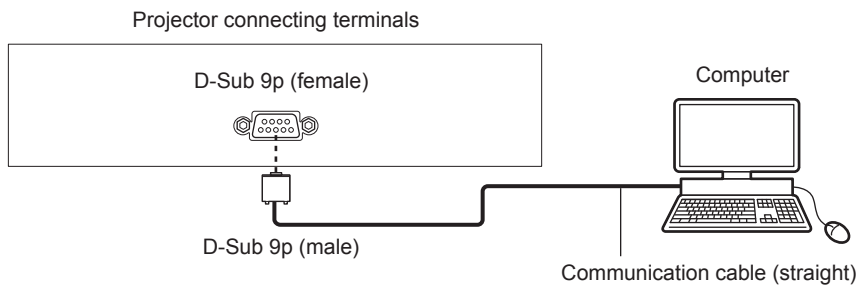 Projector connecting terminals
D-Sub 9p (female)
Computer
D-Sub 9p (male)
Communication cable (straight)